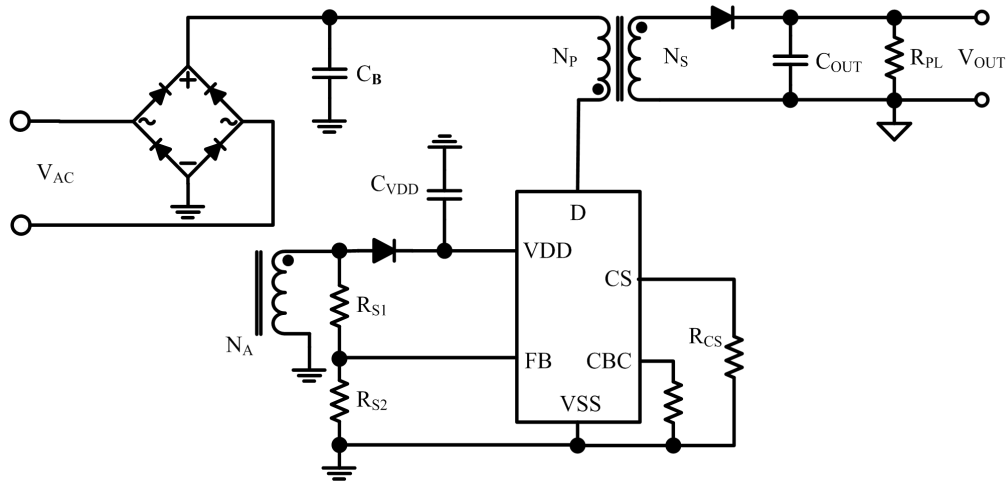 N_P
N_S
C_B
C_OUT
R_PL
V_OUT
+
~
~
−
V_AC
C_VDD
D
VDD
CS
R_S1
R_CS
N_A
FB
CBC
R_S2
VSS